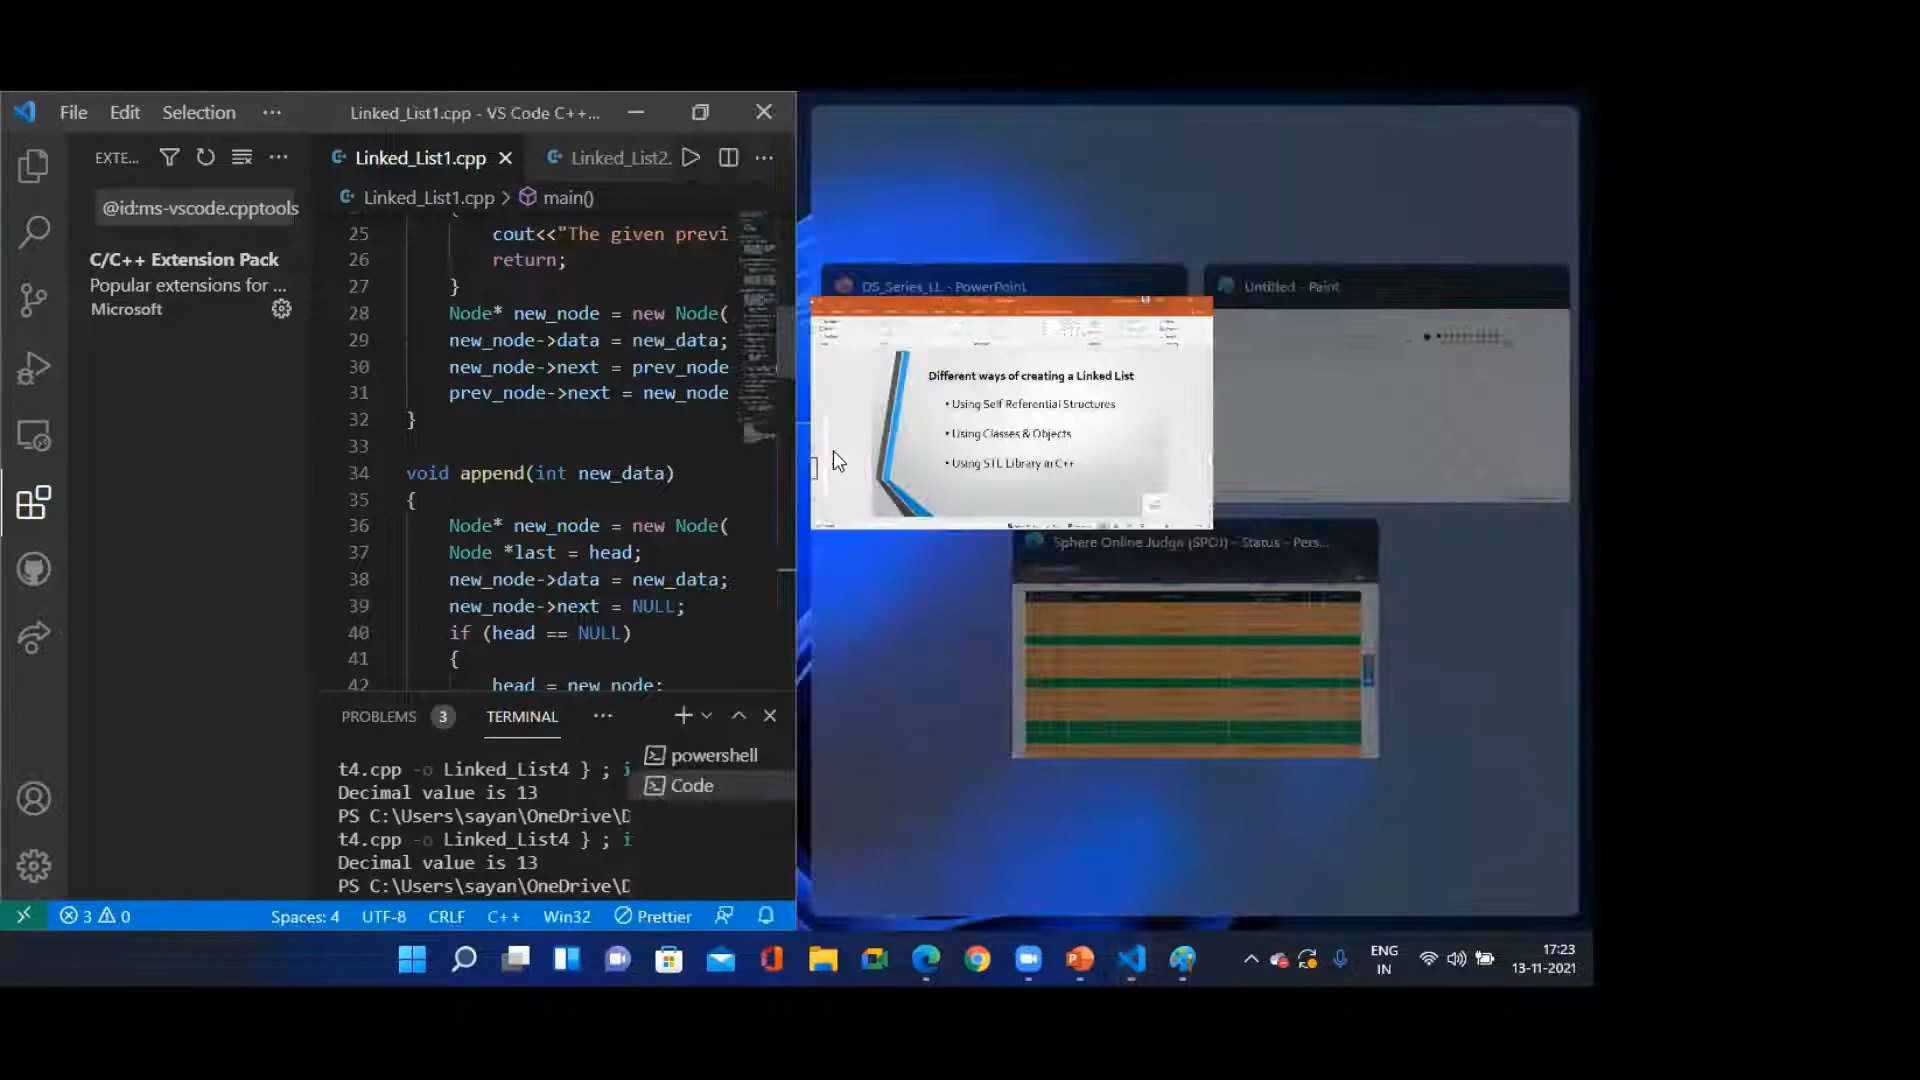 File Edit Selection ··· Linked_List1.cpp - VS Code C++...
EXTE...
Linked_List1.cpp Linked_List2.
@id:ms-vscode.cpptools
Linked_List1.cpp > main()
C/C++ Extension Pack
Popular extensions for ...
Microsoft
25 cout<<"The given previ
26 return;
27 }
28 Node* new_node = new Node(
29 new_node->data = new_data;
30 new_node->next = prev_node
31 prev_node->next = new_node
32 }
33
34 void append(int new_data)
35 {
36 Node* new_node = new Node(
37 Node *last = head;
38 new_node->data = new_data;
39 new_node->next = NULL;
40 if (head == NULL)
41 {
42 head = new_node;
PROBLEMS 3 TERMINAL ···
powershell
Code
t4.cpp -o Linked_List4 } ; i
Decimal value is 13
PS C:\Users\sayan\OneDrive\D
t4.cpp -o Linked_List4 } ; i
Decimal value is 13
PS C:\Users\sayan\OneDrive\D
3 0 Spaces: 4 UTF-8 CRLF C++ Win32 Prettier
DS_Series_LL - PowerPoint
Untitled - Paint
Different ways of creating a Linked List
• Using Self Referential Structures
• Using Classes & Objects
• Using STL Library in C++
Sphere Online Judge (SPOJ) - Status - Pers...
ENG
IN
17:23
13-11-2021